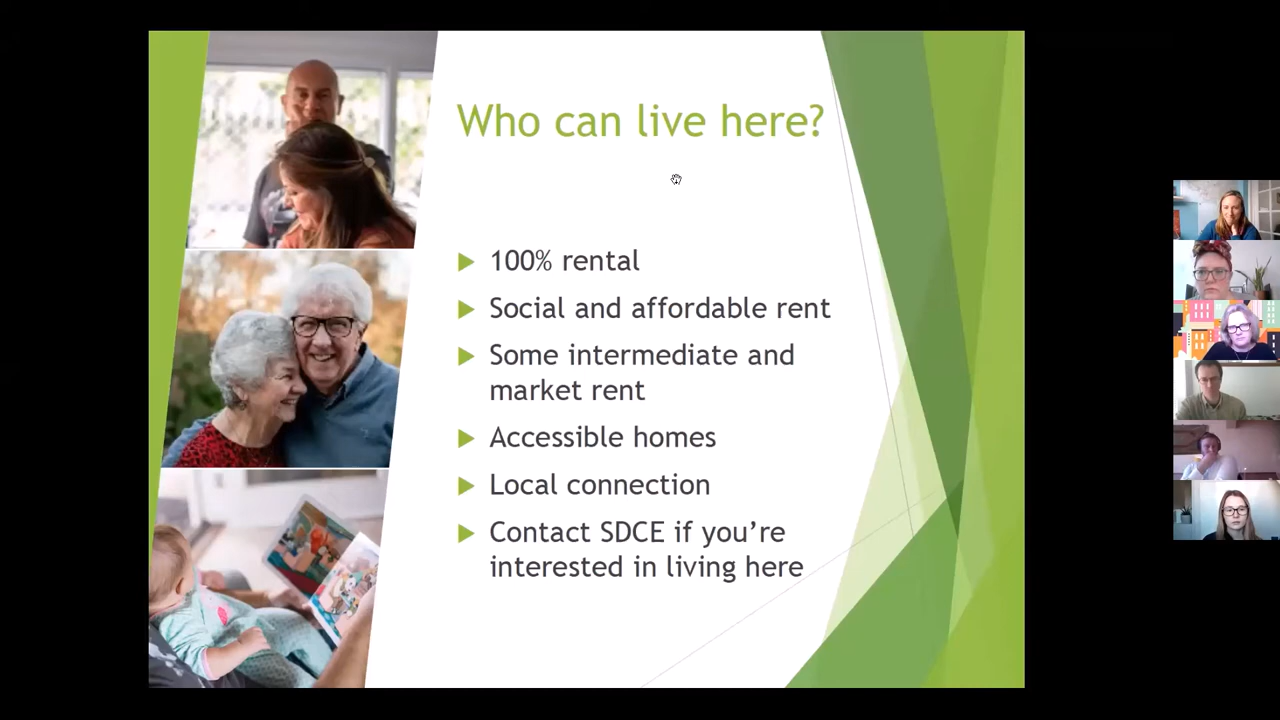 Who can live here?
100% rental
Social and affordable rent
Some intermediate and
market rent
Accessible homes
Local connection
Contact SDCE if you’re
interested in living here